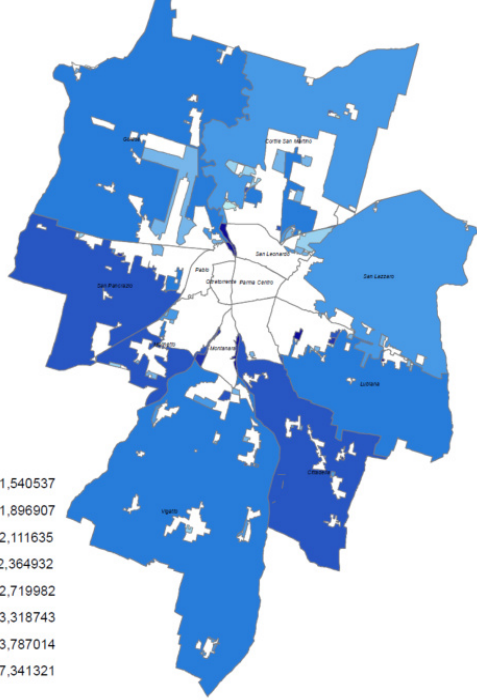 Golese
Cortile San Martino
San Leonardo
Pablo
San Lazzaro
Oltretorrente
Parma Centro
San Pancrazio
Montanara
Lubiana
Cittadella
Vigatto
1,540537
1,896907
2,111635
2,364932
2,719982
3,318743
3,787014
7,341321